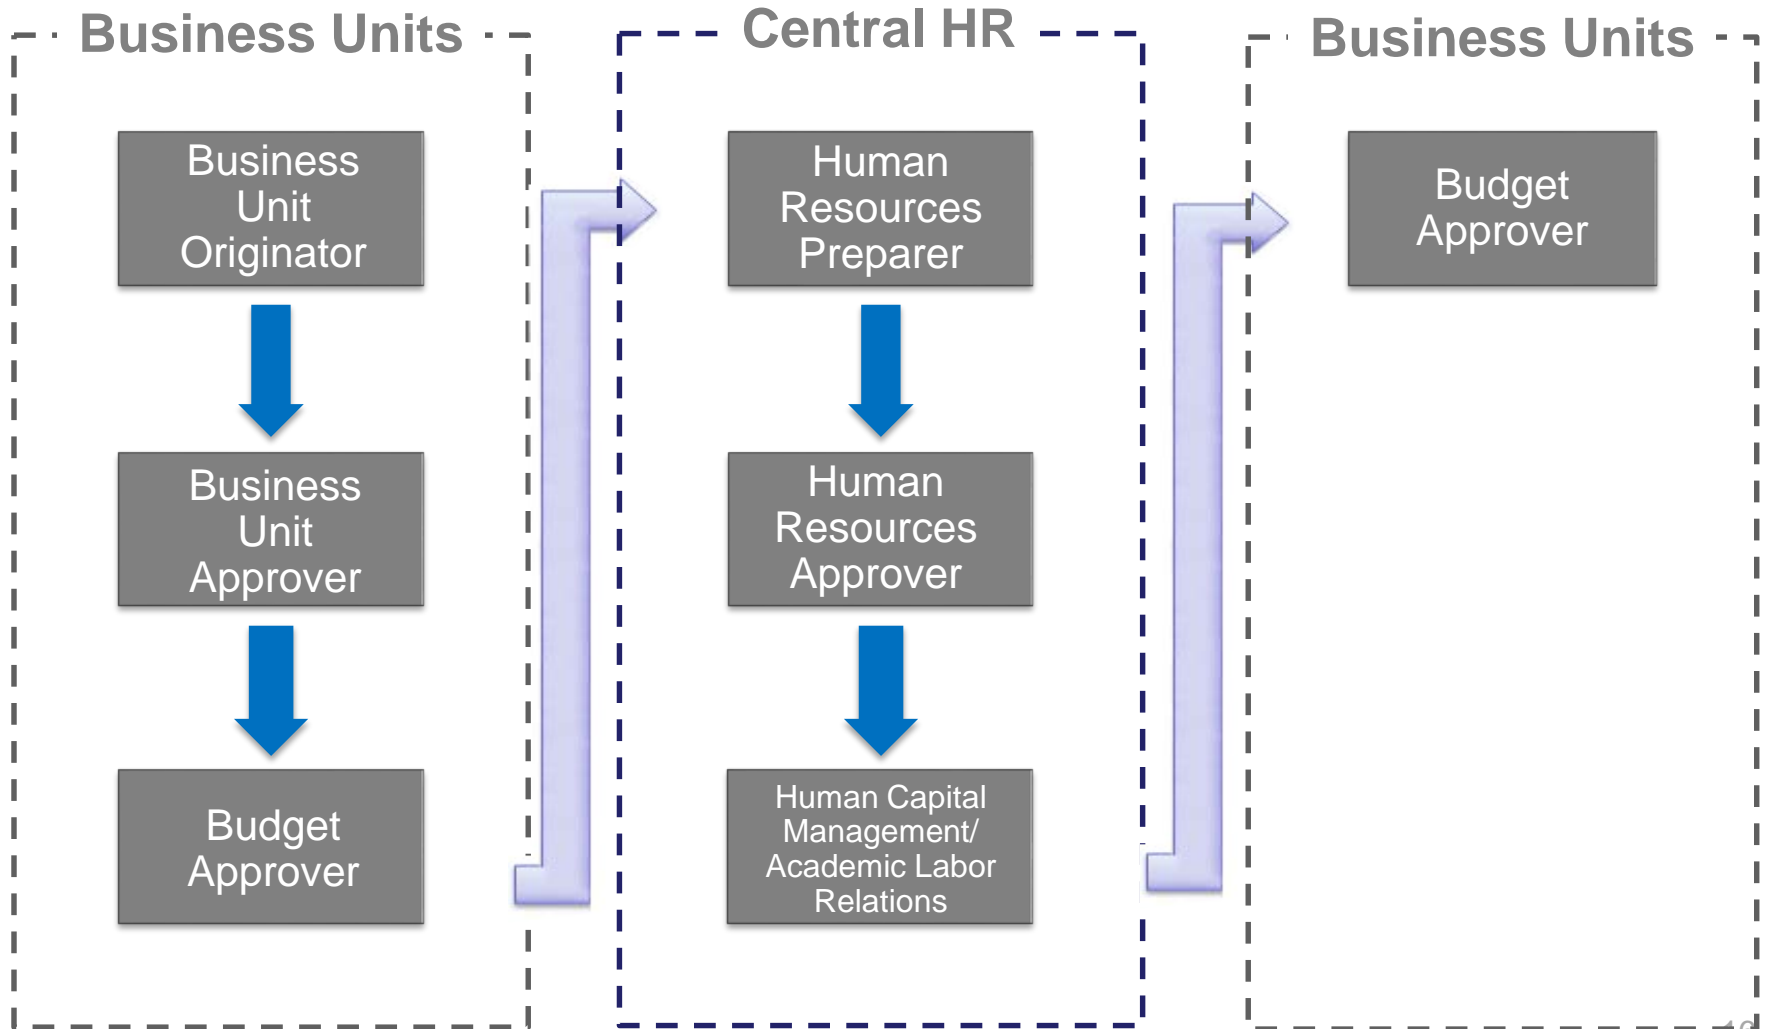 Business Units
Business
Unit
Originator
Business
Unit
Approver
Budget
Approver
Central HR
Human
Resources
Preparer
Human
Resources
Approver
Human Capital
Management/
Academic Labor
Relations
Business Units
Budget
Approver